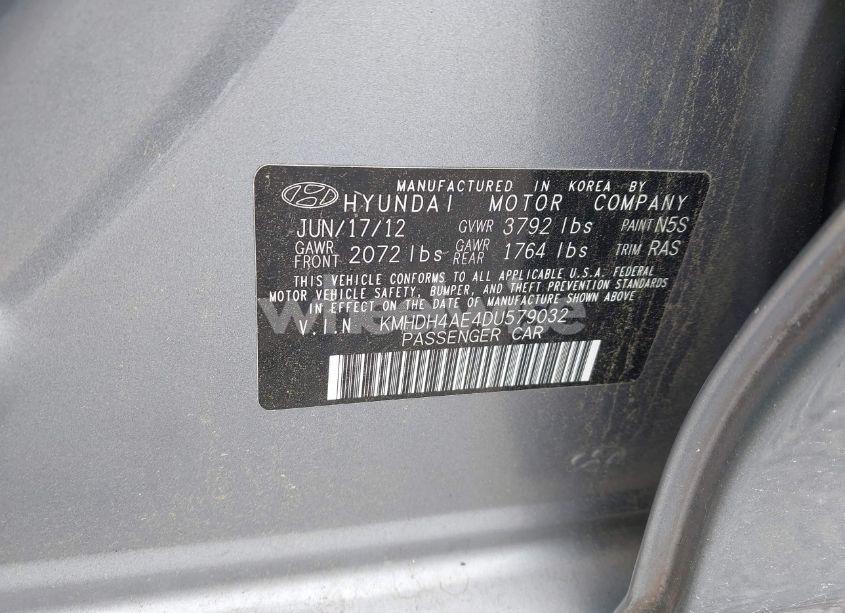 MANUFACTURED IN KOREA BY
HYUNDAI MOTOR COMPANY
JUN/17/12 GVWR 3792 lbs PAINT N5S
GAWR FRONT 2072 lbs GAWR REAR 1764 lbs TRIM RAS
THIS VEHICLE CONFORMS TO ALL APPLICABLE U.S.A. FEDERAL
MOTOR VEHICLE SAFETY, BUMPER, AND THEFT PREVENTION STANDARDS
IN EFFECT ON THE DATE OF MANUFACTURE SHOWN ABOVE.
V.I.N KMHDH4AE4DU579032
PASSENGER CAR